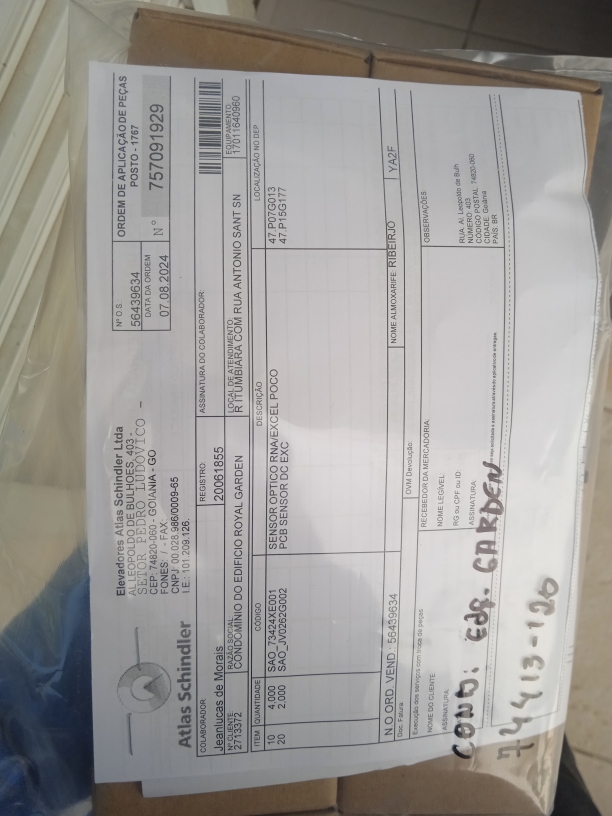 Atlas Schindler
Elevadores Atlas Schindler Ltda
AL LEOPOLDO DE BULHOES, 403 -
SETOR PEDRO LUDOVICO -
CEP: 74820-060 - GOIANIA - GO
FONES: / - FAX
CNPJ: 00.028.986/0009-65
I.E.: 101.209.126.
Nº O.S.
56439634
DATA DA ORDEM
07.08.2024
ORDEM DE APLICAÇÃO DE PEÇAS
POSTO - 1767
Nº 757091929
COLABORADOR
Jeanlucas de Morais
REGISTRO
20061855
ASSINATURA DO COLABORADOR
Nº CLIENTE
2713372
RAZÃO SOCIAL
CONDOMINIO DO EDIFICIO ROYAL GARDEN
LOCAL DE ATENDIMENTO
R ITUMBIARA COM RUA ANTONIO SANT SN
EQUIPAMENTO
17011640960
ITEM QUANTIDADE CÓDIGO DESCRIÇÃO LOCALIZAÇÃO NO DEP
10 4,000 SAO_73424XE001 SENSOR OPTICO RNA/EXCEL POCO 47.P07G013
20 2,000 SAO_JV0262G002 PCB SENSOR DC EXC 47.P15G177
N.O.ORD. VEND : 56439634
NOME ALMOXARIFE RIBEIRJO
YA2F
Doc. Fatura
OVM Devolução:
Execução dos serviços com troca de peças
NOME DO CLIENTE
ASSINATURA:
RECEBEDOR DA MERCADORIA:
NOME LEGÍVEL:
RG ou CPF ou ID:
ASSINATURA:
OBSERVAÇÕES
RUA: Al. Leopoldo de Bulh
NÚMERO: 403
CÓDIGO POSTAL: 74820-060
CIDADE: Goiânia
PAÍS: BR
COND: EDR. GARDEN
74413-120